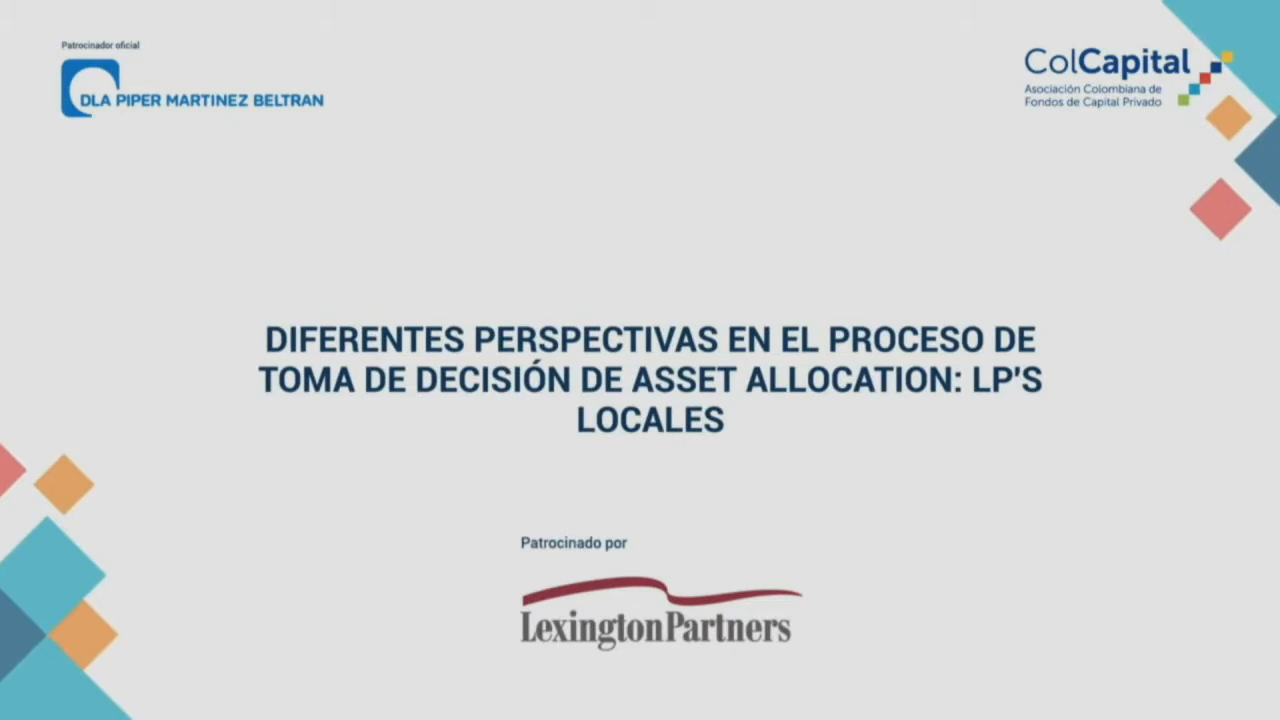 Patrocinador oficial
DLA PIPER MARTINEZ BELTRAN
ColCapital
Asociación Colombiana de
Fondos de Capital Privado
DIFERENTES PERSPECTIVAS EN EL PROCESO DE
TOMA DE DECISIÓN DE ASSET ALLOCATION: LP'S
LOCALES
Patrocinado por
LexingtonPartners